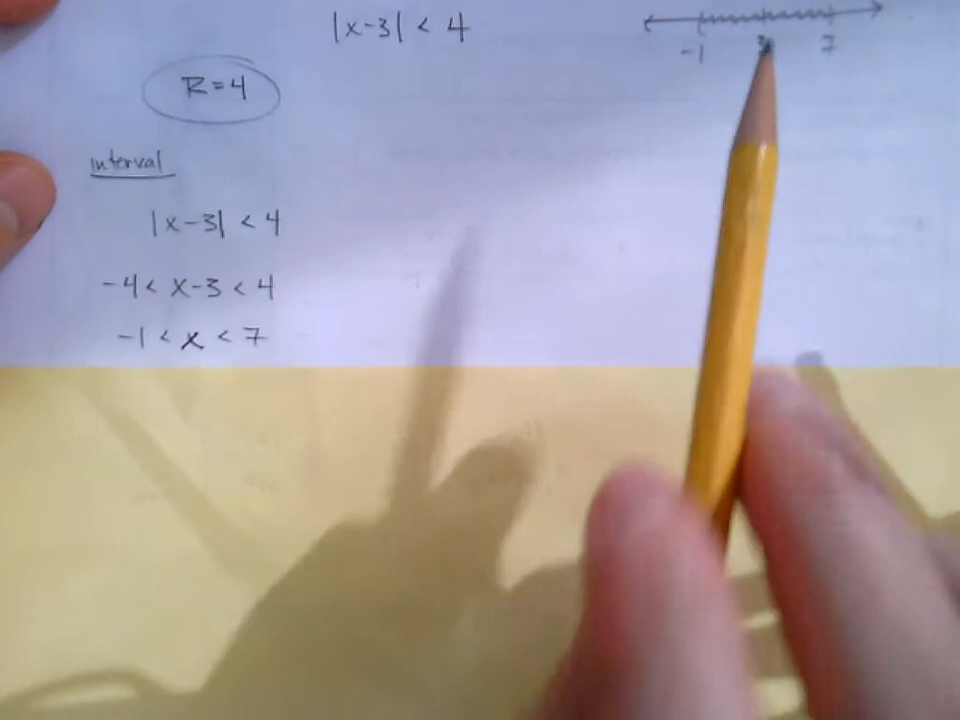 |x-3| < 4
-1 3 7
R=4
interval
|x-3| < 4
-4 < x-3 < 4
-1 < x < 7